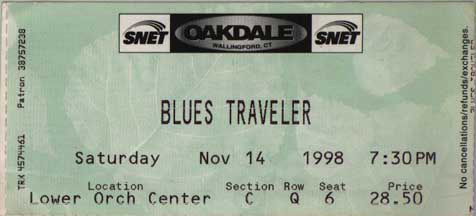 SNET OAKDALE SNET
WALLINGFORD, CT
BLUES TRAVELER
Saturday Nov 14 1998 7:30PM
Location Section Row Seat Price
Lower Orch Center C Q 6 28.50
TRX 4574461 Patron 38757238
No cancellations/refunds/exchanges.